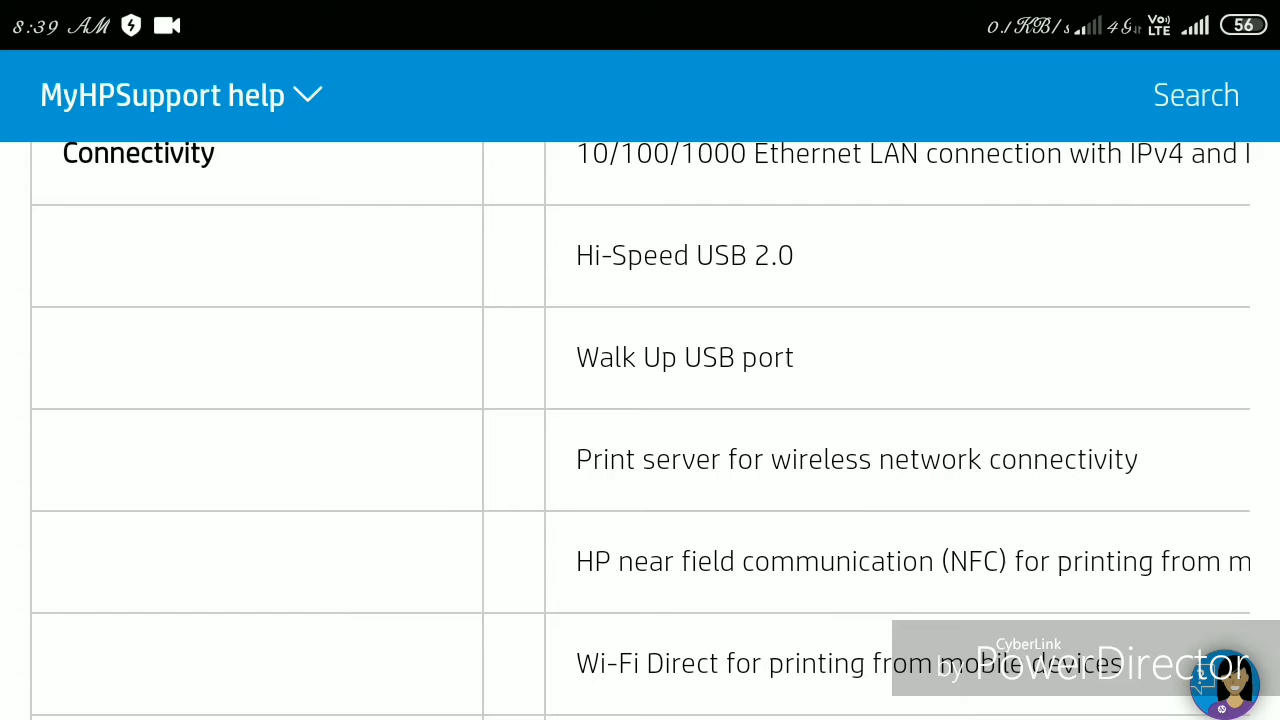 8:39 AM
0.1KB/s 4G Vo) LTE 56
MyHPSupport help
Search
Connectivity
10/100/1000 Ethernet LAN connection with IPv4 and I
Hi-Speed USB 2.0
Walk Up USB port
Print server for wireless network connectivity
HP near field communication (NFC) for printing from m
Wi-Fi Direct for printing from mobile devices
CyberLink
by PowerDirector